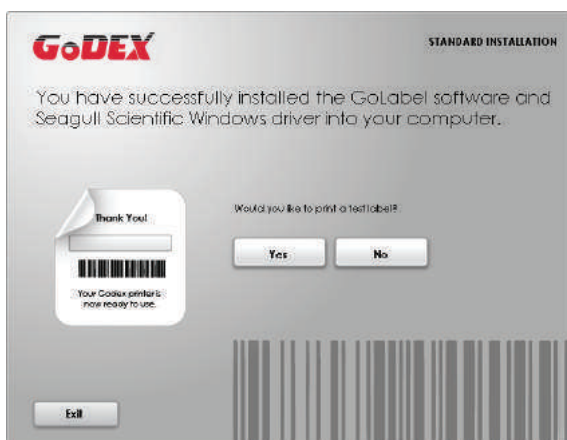 GoDEX
STANDARD INSTALLATION
You have successfully installed the GoLabel software and
Seagull Scientific Windows driver into your computer.
Thank You!
Your Godex printer is
now ready to use.
Would you like to print a test label?
Yes
No
Exit